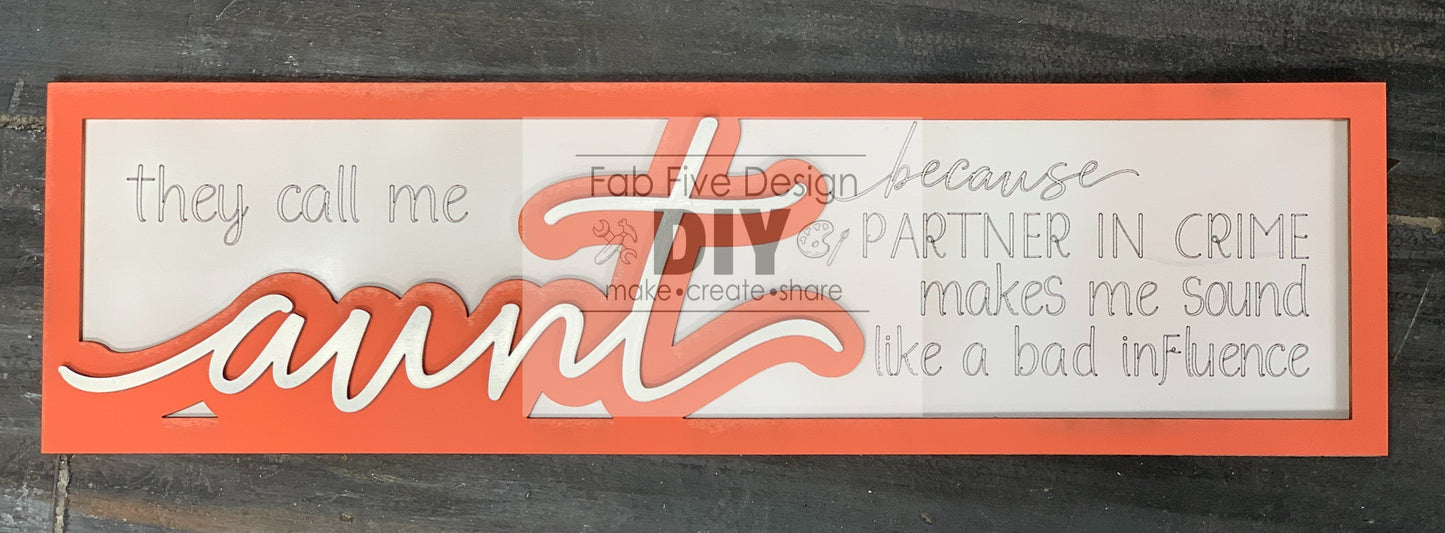 they call me
aunt
because
PARTNER IN CRIME
makes me sound
like a bad influence
Fab Five Design
DIY
make•create•share